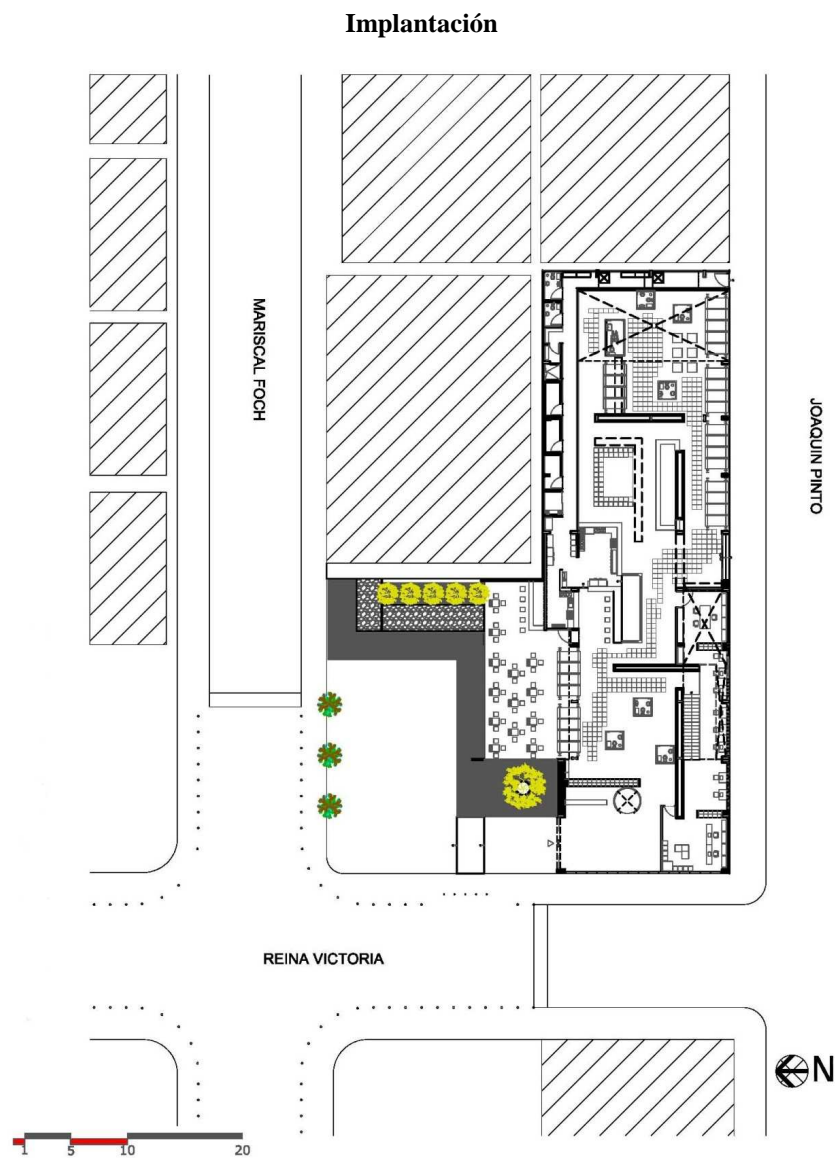 Implantación
MARISCAL FOCH
JOAQUIN PINTO
REINA VICTORIA
N
1 5 10 20